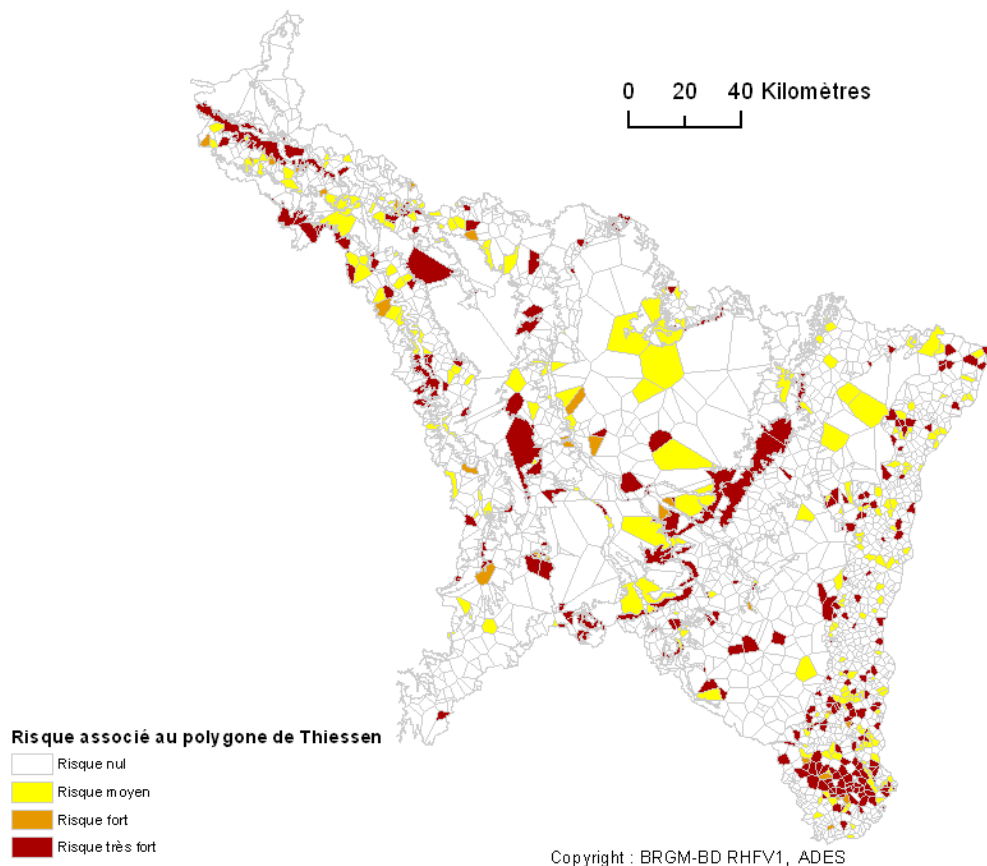 0 20 40 Kilomètres
Risque associé au polygone de Thiessen
Risque nul
Risque moyen
Risque fort
Risque très fort
Copyright : BRGM-BD RHFV1, ADES